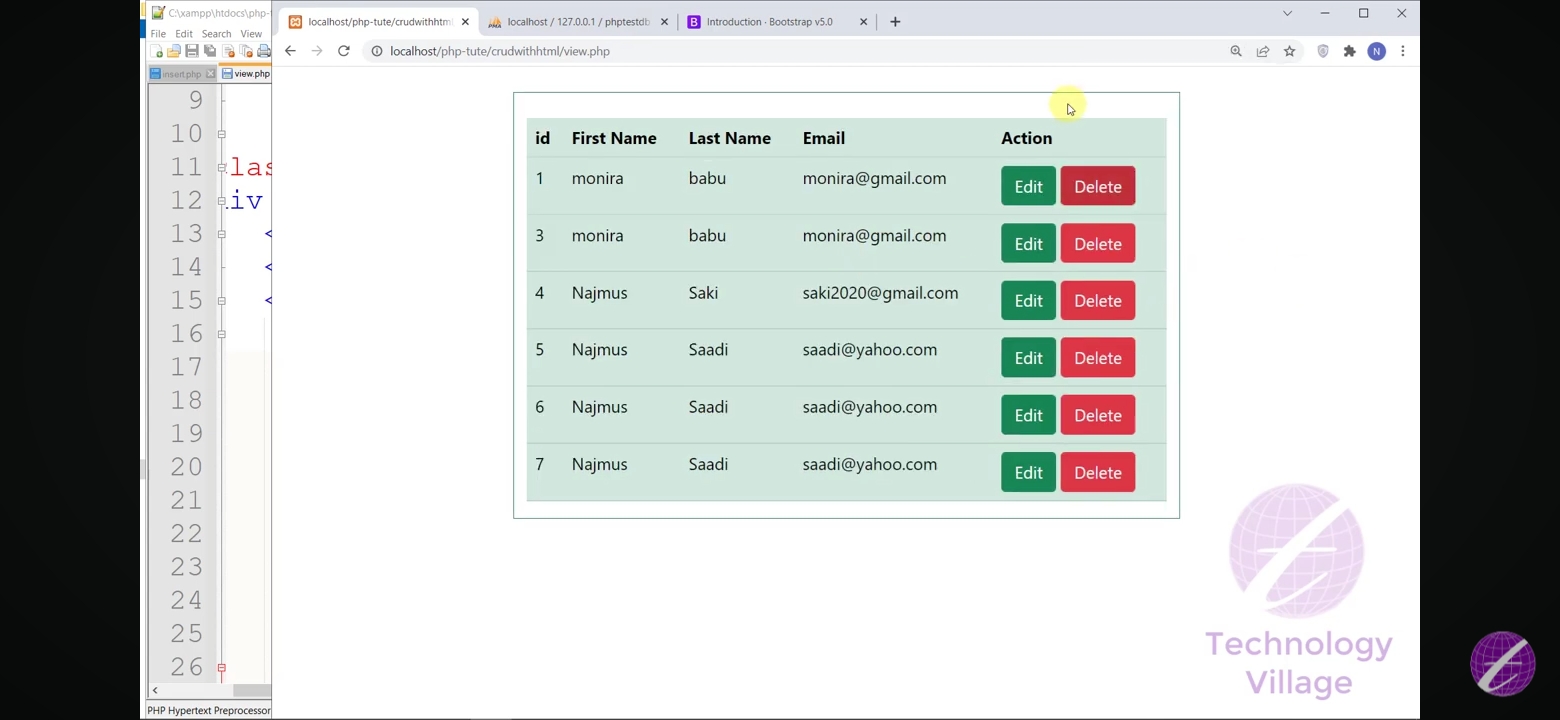 C:\xampp\htdocs\php-
localhost/php-tute/crudwithhtml
localhost / 127.0.0.1 / phptestdb
Introduction · Bootstrap v5.0
File Edit Search View
localhost/php-tute/crudwithhtml/view.php
N
insert.php
view.php
9
10
11 las
12 iv
13 <
14 <
15 <
16
17
18
19
20
21
22
23
24
25
26
id First Name Last Name Email Action
1 monira babu monira@gmail.com Edit Delete
3 monira babu monira@gmail.com Edit Delete
4 Najmus Saki saki2020@gmail.com Edit Delete
5 Najmus Saadi saadi@yahoo.com Edit Delete
6 Najmus Saadi saadi@yahoo.com Edit Delete
7 Najmus Saadi saadi@yahoo.com Edit Delete
Technology
Village
PHP Hypertext Preprocessor